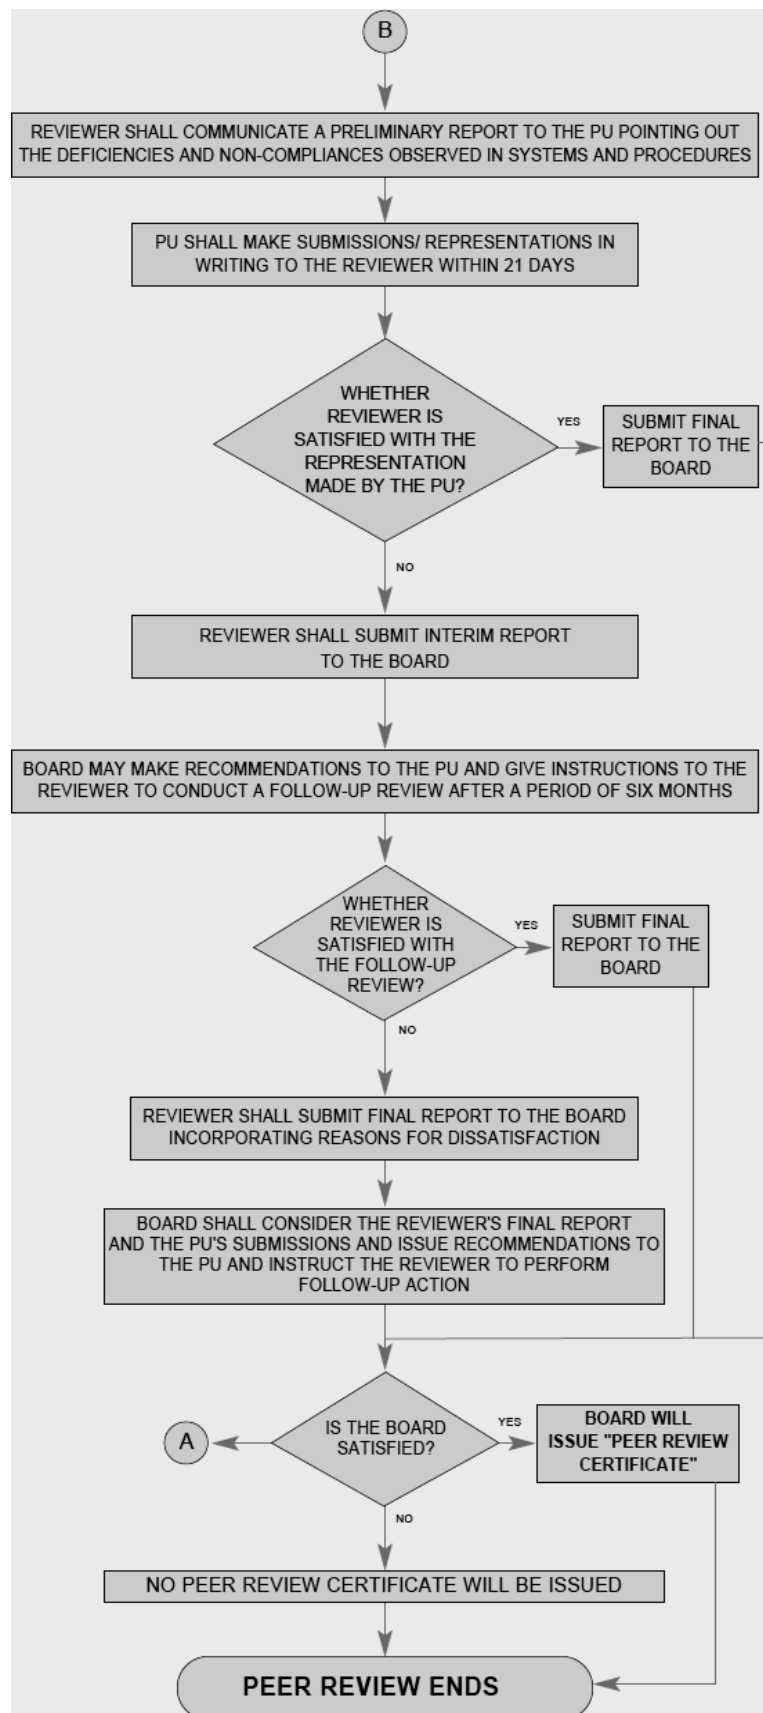 B
REVIEWER SHALL COMMUNICATE A PRELIMINARY REPORT TO THE PU POINTING OUT
THE DEFICIENCIES AND NON-COMPLIANCES OBSERVED IN SYSTEMS AND PROCEDURES
PU SHALL MAKE SUBMISSIONS/ REPRESENTATIONS IN
WRITING TO THE REVIEWER WITHIN 21 DAYS
WHETHER
REVIEWER IS
SATISFIED WITH THE
REPRESENTATION
MADE BY THE PU?
YES
SUBMIT FINAL
REPORT TO THE
BOARD
NO
REVIEWER SHALL SUBMIT INTERIM REPORT
TO THE BOARD
BOARD MAY MAKE RECOMMENDATIONS TO THE PU AND GIVE INSTRUCTIONS TO THE
REVIEWER TO CONDUCT A FOLLOW-UP REVIEW AFTER A PERIOD OF SIX MONTHS
WHETHER
REVIEWER IS
SATISFIED WITH
THE FOLLOW-UP
REVIEW?
YES
SUBMIT FINAL
REPORT TO THE
BOARD
NO
REVIEWER SHALL SUBMIT FINAL REPORT TO THE BOARD
INCORPORATING REASONS FOR DISSATISFACTION
BOARD SHALL CONSIDER THE REVIEWER'S FINAL REPORT
AND THE PU'S SUBMISSIONS AND ISSUE RECOMMENDATIONS TO
THE PU AND INSTRUCT THE REVIEWER TO PERFORM
FOLLOW-UP ACTION
A
IS THE BOARD
SATISFIED?
YES
BOARD WILL
ISSUE "PEER REVIEW
CERTIFICATE"
NO
NO PEER REVIEW CERTIFICATE WILL BE ISSUED
PEER REVIEW ENDS